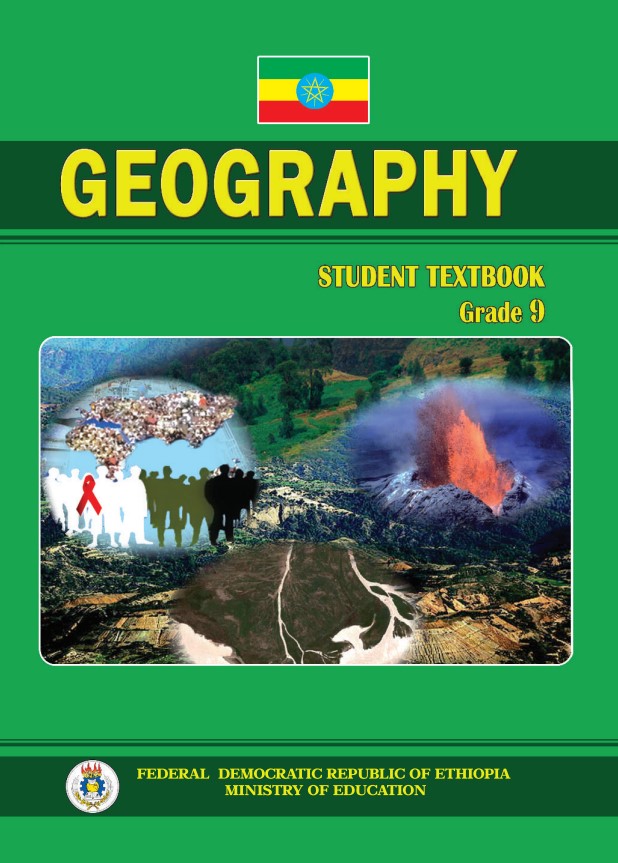 GEOGRAPHY
STUDENT TEXTBOOK
Grade 9
FEDERAL DEMOCRATIC REPUBLIC OF ETHIOPIA
MINISTRY OF EDUCATION